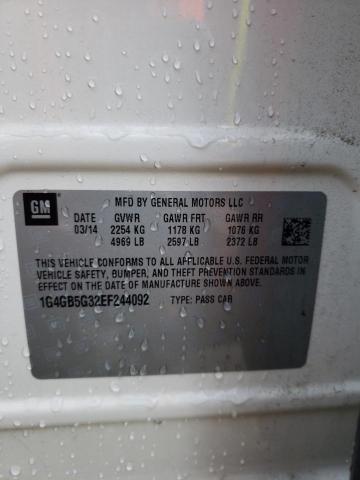 GM
MFD BY GENERAL MOTORS LLC
DATE GVWR GAWR FRT GAWR RR
03/14 2254 KG 1178 KG 1076 KG
4969 LB 2597 LB 2372 LB
THIS VEHICLE CONFORMS TO ALL APPLICABLE U.S. FEDERAL MOTOR
VEHICLE SAFETY, BUMPER, AND THEFT PREVENTION STANDARDS IN
EFFECT ON THE DATE OF MANUFACTURE SHOWN ABOVE.
1G4GB5G32EF244092 TYPE: PASS CAR